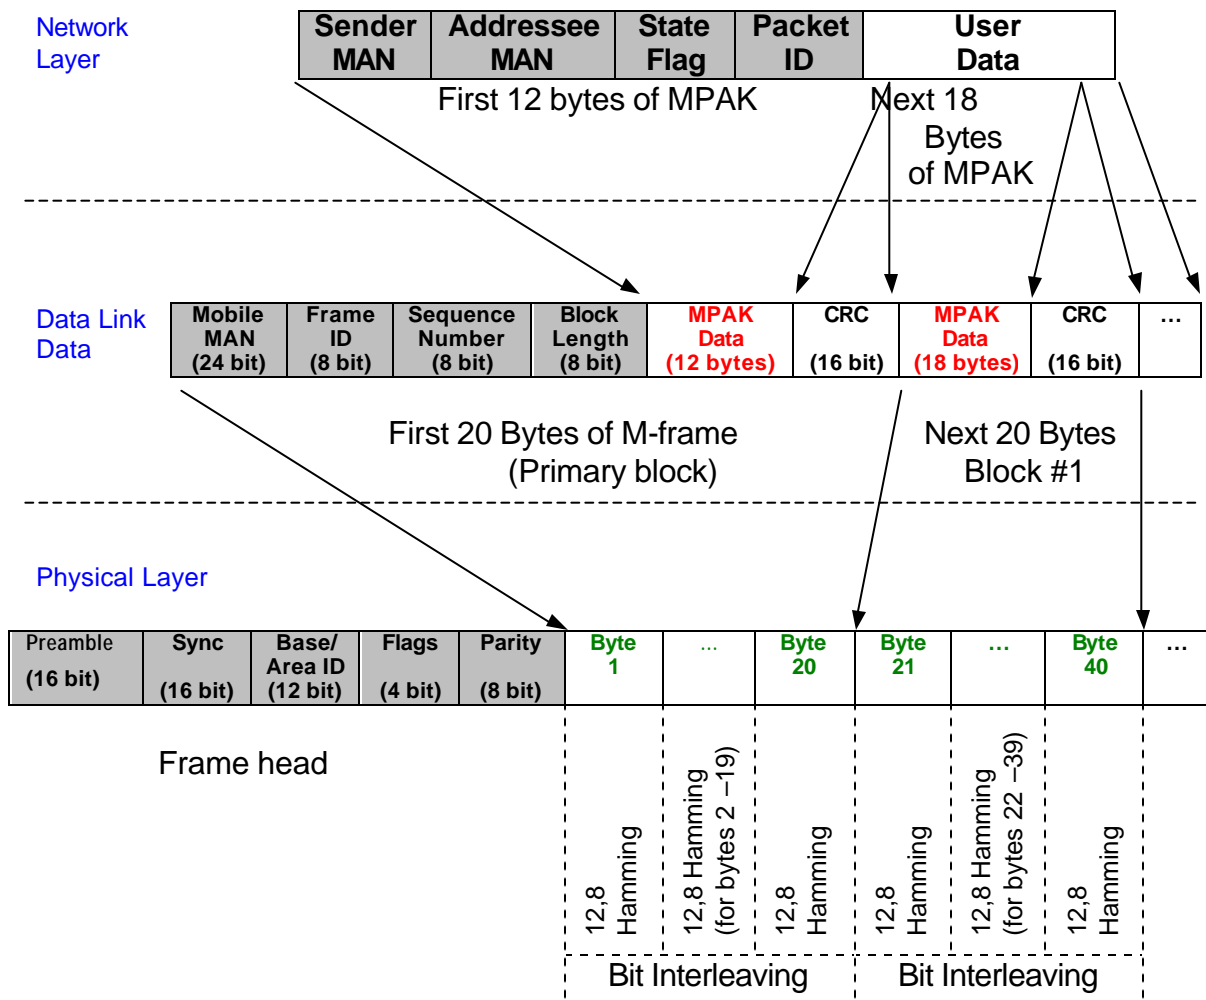 Network
Layer
Sender
MAN
Addressee
MAN
State
Flag
Packet
ID
User
Data
First 12 bytes of MPAK
Next 18
Bytes
of MPAK
Data Link
Data
Mobile
MAN
(24 bit)
Frame
ID
(8 bit)
Sequence
Number
(8 bit)
Block
Length
(8 bit)
MPAK
Data
(12 bytes)
CRC
(16 bit)
MPAK
Data
(18 bytes)
CRC
(16 bit)
...
First 20 Bytes of M-frame
(Primary block)
Next 20 Bytes
Block #1
Physical Layer
Preamble
(16 bit)
Sync
(16 bit)
Base/
Area ID
(12 bit)
Flags
(4 bit)
Parity
(8 bit)
Byte
1
...
Byte
20
Byte
21
...
Byte
40
...
Frame head
12,8
Hamming
12,8 Hamming
(for bytes 2 –19)
12,8
Hamming
12,8
Hamming
12,8 Hamming
(for bytes 22 –39)
12,8
Hamming
Bit Interleaving
Bit Interleaving